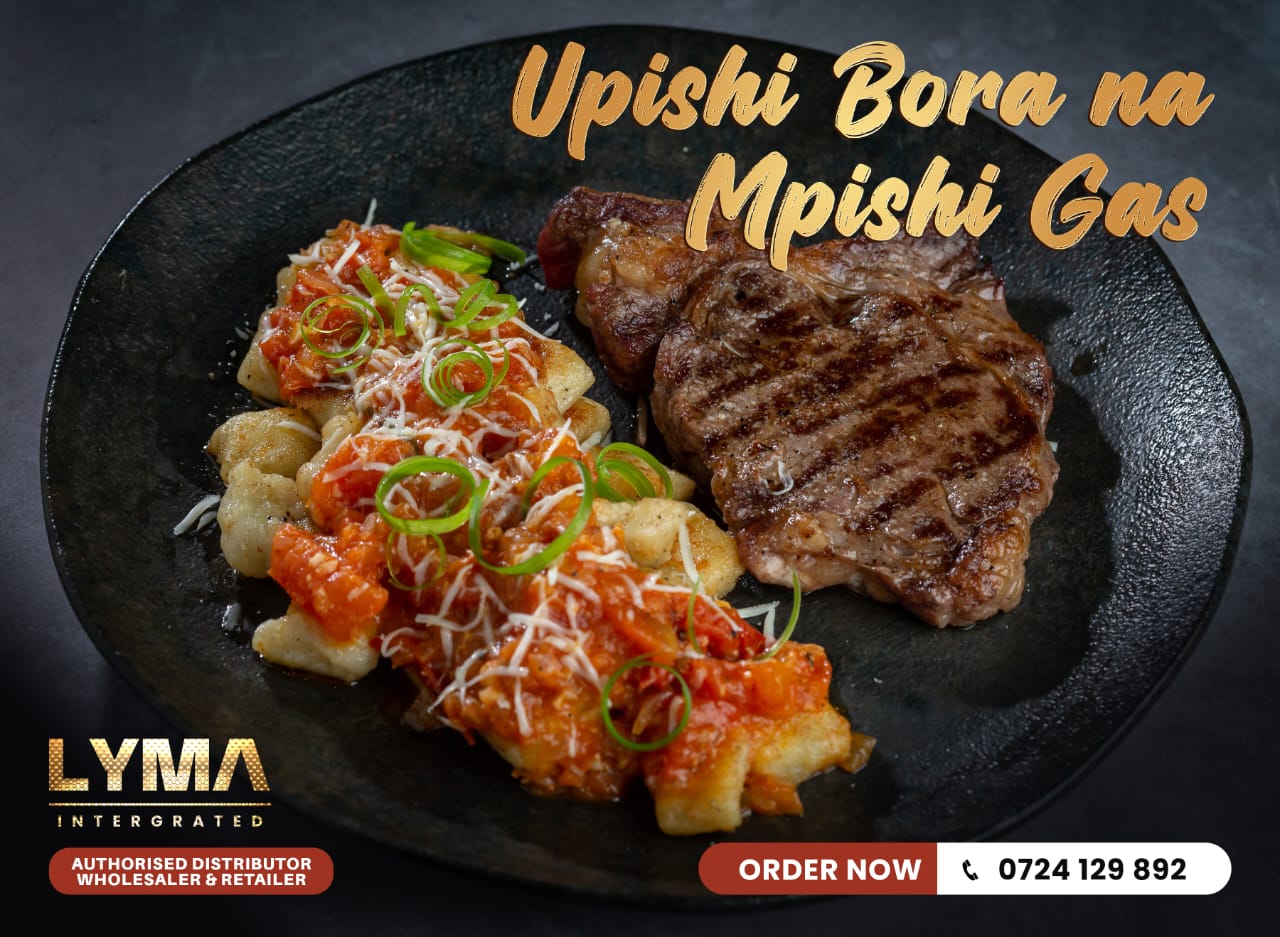 Upishi Bora na
Mpishi Gas
LYMA
INTERGRATED
AUTHORISED DISTRIBUTOR
WHOLESALER & RETAILER
ORDER NOW 0724 129 892